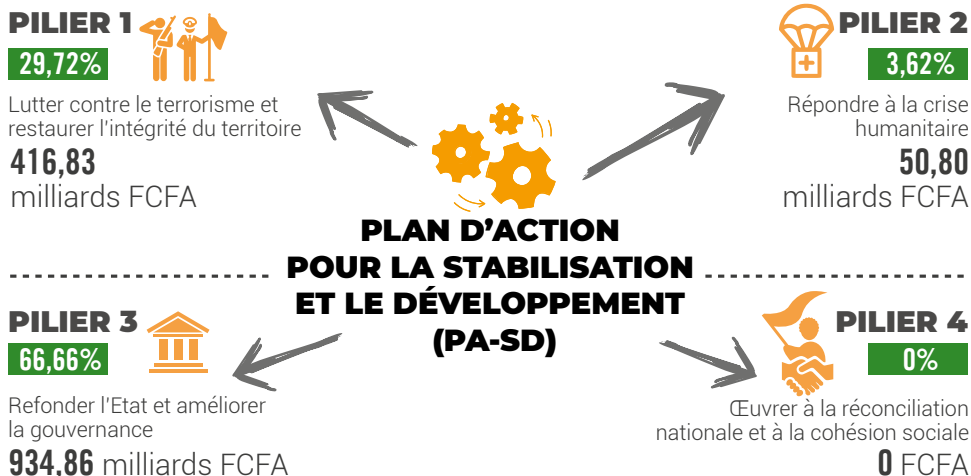 PILIER 1
29,72%
Lutter contre le terrorisme et
restaurer l'intégrité du territoire
416,83
milliards FCFA
PILIER 2
3,62%
Répondre à la crise
humanitaire
50,80
milliards FCFA
PLAN D'ACTION
POUR LA STABILISATION
ET LE DÉVELOPPEMENT
(PA-SD)
PILIER 3
66,66%
Refonder l'Etat et améliorer
la gouvernance
934,86 milliards FCFA
PILIER 4
0%
Œuvrer à la réconciliation
nationale et à la cohésion sociale
0 FCFA